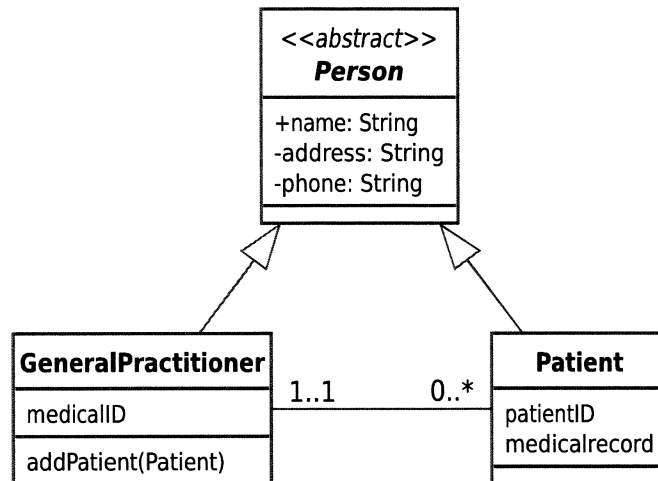 <<abstract>>
Person
+name: String
-address: String
-phone: String
GeneralPractitioner
medicalID
addPatient(Patient)
1..1
0..*
Patient
patientID
medicalrecord